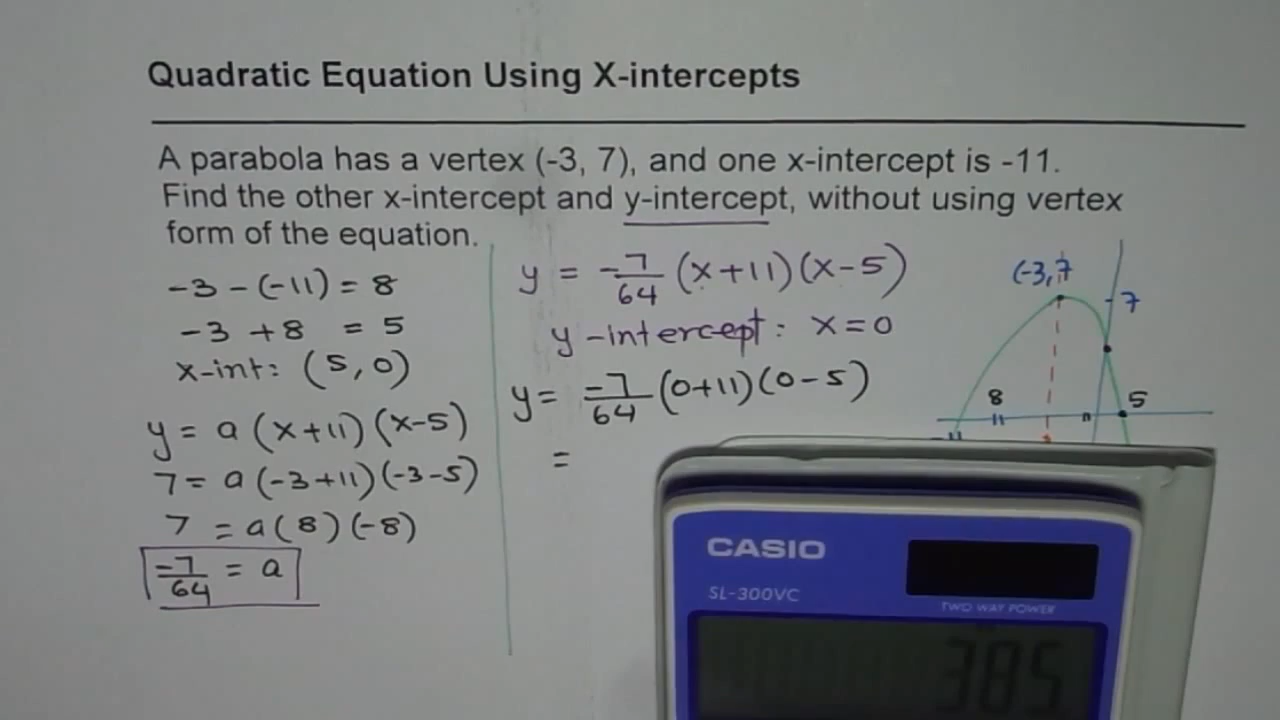 Quadratic Equation Using X-intercepts
A parabola has a vertex (-3, 7), and one x-intercept is -11.
Find the other x-intercept and y-intercept, without using vertex
form of the equation.
-3 - (-11) = 8
-3 + 8 = 5
x-int: (5, 0)
y = a (x+11) (x-5)
7 = a (-3+11) (-3-5)
7 = a (8) (-8)
-7/64 = a
y = -7/64 (x+11) (x-5)
y-intercept: x = 0
y = -7/64 (0+11) (0-5)
=
(-3, 7
7
8
5
CASIO
SL-300VC
TWO WAY POWER
385